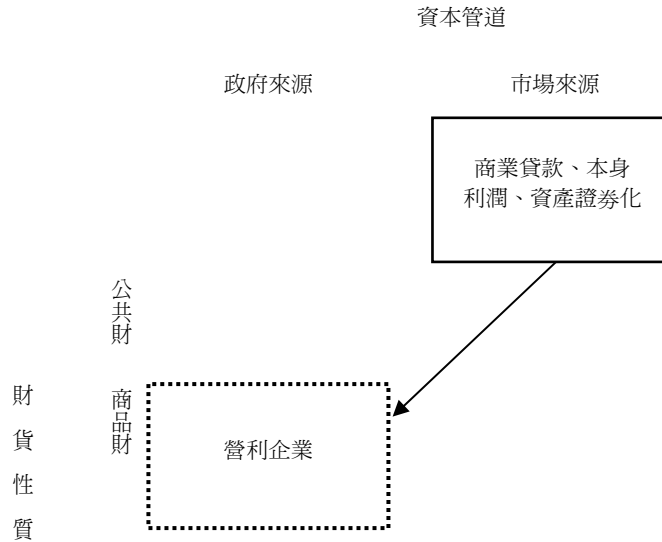 資本管道
政府來源
市場來源
商業貸款、本身
利潤、資產證券化
公共財
商品財
財貨性質
營利企業